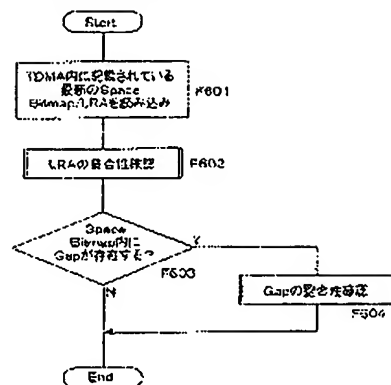 Start
TDMA内に記載されている
最新のSpace
Bitmap/LRAを読み込み
F601
LRAの整合性確認
F602
Space
Bitmap内に
Gapが存在する?
Y
F603
N
Gapの整合性確認
F604
End